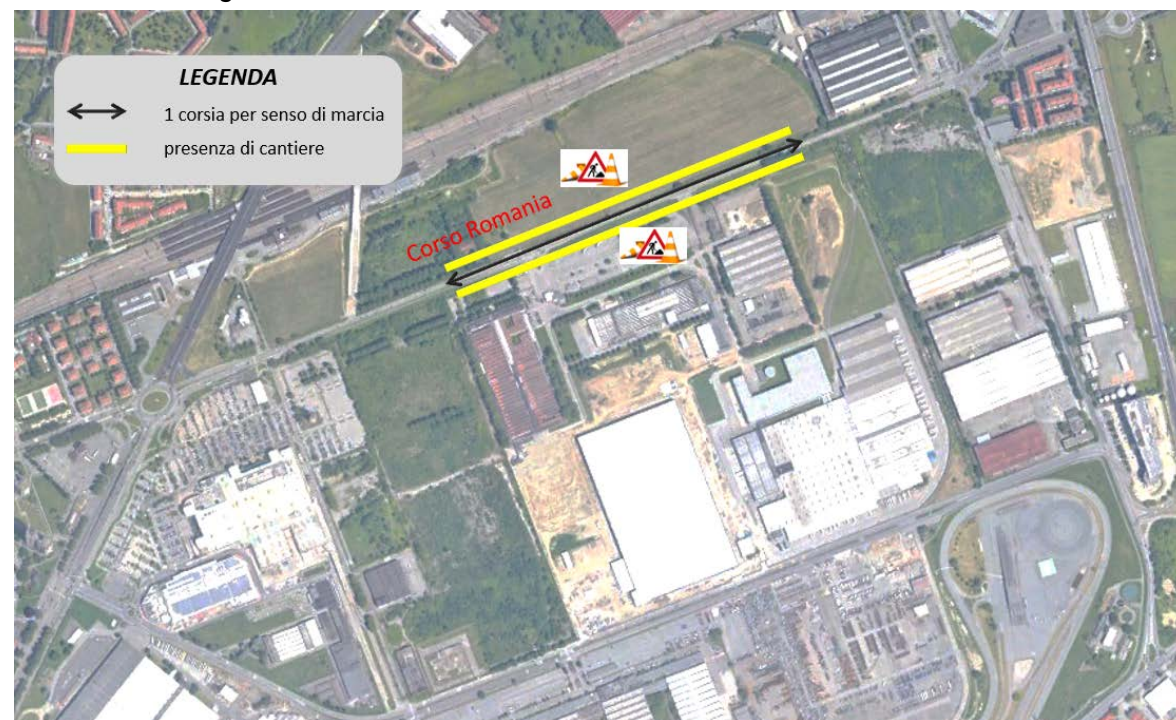 LEGENDA
1 corsia per senso di marcia
presenza di cantiere
Corso Romania